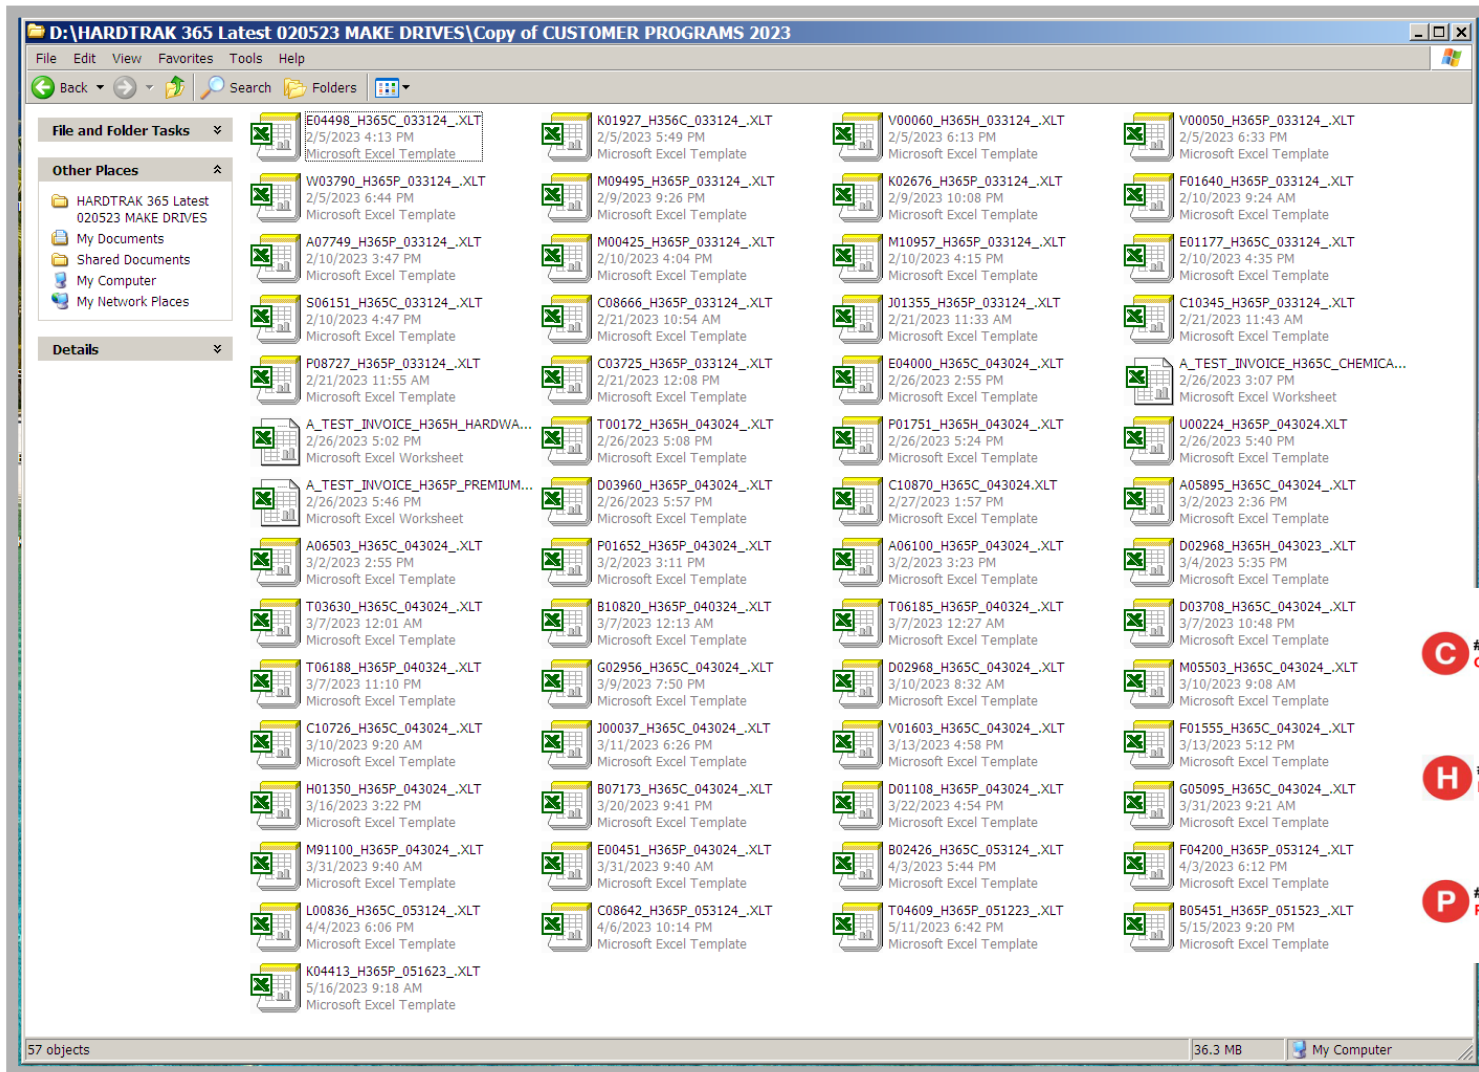 D:\HARDTRAK 365 Latest 020523 MAKE DRIVES\Copy of CUSTOMER PROGRAMS 2023
File Edit View Favorites Tools Help
Back Search Folders
File and Folder Tasks
Other Places
HARDTRAK 365 Latest
020523 MAKE DRIVES
My Documents
Shared Documents
My Computer
My Network Places
Details
E04498_H365C_033124_.XLT K01927_H356C_033124_.XLT V00060_H365H_033124_.XLT V00050_H365P_033124_.XLT
2/5/2023 4:13 PM 2/5/2023 5:49 PM 2/5/2023 6:13 PM 2/5/2023 6:33 PM
Microsoft Excel Template Microsoft Excel Template Microsoft Excel Template Microsoft Excel Template
W03790_H365P_033124_.XLT M09495_H365P_033124_.XLT K02676_H365P_033124_.XLT F01640_H365P_033124_.XLT
2/5/2023 6:44 PM 2/9/2023 9:26 PM 2/9/2023 10:08 PM 2/10/2023 9:24 AM
Microsoft Excel Template Microsoft Excel Template Microsoft Excel Template Microsoft Excel Template
A07749_H365P_033124_.XLT M00425_H365P_033124_.XLT M10957_H365P_033124_.XLT E01177_H365C_033124_.XLT
2/10/2023 3:47 PM 2/10/2023 4:04 PM 2/10/2023 4:15 PM 2/10/2023 4:35 PM
Microsoft Excel Template Microsoft Excel Template Microsoft Excel Template Microsoft Excel Template
S06151_H365C_033124_.XLT C08666_H365P_033124_.XLT J01355_H365P_033124_.XLT C10345_H365P_033124_.XLT
2/10/2023 4:47 PM 2/21/2023 10:54 AM 2/21/2023 11:33 AM 2/21/2023 11:43 AM
Microsoft Excel Template Microsoft Excel Template Microsoft Excel Template Microsoft Excel Template
P08727_H365P_033124_.XLT C03725_H365P_033124_.XLT E04000_H365C_043024_.XLT A_TEST_INVOICE_H365C_CHEMICA...
2/21/2023 11:55 AM 2/21/2023 12:08 PM 2/26/2023 2:55 PM 2/26/2023 3:07 PM
Microsoft Excel Template Microsoft Excel Template Microsoft Excel Template Microsoft Excel Worksheet
A_TEST_INVOICE_H365H_HARDWA... T00172_H365H_043024_.XLT P01751_H365H_043024_.XLT U00224_H365P_043024.XLT
2/26/2023 5:02 PM 2/26/2023 5:08 PM 2/26/2023 5:24 PM 2/26/2023 5:40 PM
Microsoft Excel Worksheet Microsoft Excel Template Microsoft Excel Template Microsoft Excel Template
A_TEST_INVOICE_H365P_PREMIUM... D03960_H365P_043024_.XLT C10870_H365C_043024.XLT A05895_H365C_043024_.XLT
2/26/2023 5:46 PM 2/26/2023 5:57 PM 2/27/2023 1:57 PM 3/2/2023 2:36 PM
Microsoft Excel Worksheet Microsoft Excel Template Microsoft Excel Template Microsoft Excel Template
A06503_H365C_043024_.XLT P01652_H365P_043024_.XLT A06100_H365P_043024_.XLT D02968_H365H_043023_.XLT
3/2/2023 2:55 PM 3/2/2023 3:11 PM 3/2/2023 3:23 PM 3/4/2023 5:35 PM
Microsoft Excel Template Microsoft Excel Template Microsoft Excel Template Microsoft Excel Template
T03630_H365C_043024_.XLT B10820_H365P_040324_.XLT T06185_H365P_040324_.XLT D03708_H365P_043024_.XLT
3/7/2023 12:01 AM 3/7/2023 12:13 AM 3/7/2023 12:27 AM 3/7/2023 10:48 PM
Microsoft Excel Template Microsoft Excel Template Microsoft Excel Template Microsoft Excel Template
T06188_H365P_040324_.XLT G02956_H365C_043024_.XLT D02968_H365C_043024_.XLT M05503_H365C_043024_.XLT
3/7/2023 11:10 PM 3/9/2023 7:50 PM 3/10/2023 8:32 AM 3/10/2023 9:08 AM
Microsoft Excel Template Microsoft Excel Template Microsoft Excel Template Microsoft Excel Template
C10726_H365C_043024_.XLT J00037_H365C_043024_.XLT V01603_H365C_043024_.XLT F01555_H365C_043024_.XLT
3/10/2023 9:20 AM 3/11/2023 6:26 PM 3/13/2023 4:58 PM 3/13/2023 5:12 PM
Microsoft Excel Template Microsoft Excel Template Microsoft Excel Template Microsoft Excel Template
H01350_H365P_043024_.XLT B07173_H365C_043024_.XLT D01108_H365P_043024_.XLT G05095_H365C_043024_.XLT
3/16/2023 3:22 PM 3/20/2023 9:41 PM 3/22/2023 4:54 PM 3/31/2023 9:21 AM
Microsoft Excel Template Microsoft Excel Template Microsoft Excel Template Microsoft Excel Template
M91100_H365P_043024_.XLT E00451_H365P_043024_.XLT B02426_H365C_053124_.XLT F04200_H365P_053124_.XLT
3/31/2023 9:40 AM 3/31/2023 9:40 AM 4/3/2023 5:44 PM 4/3/2023 6:12 PM
Microsoft Excel Template Microsoft Excel Template Microsoft Excel Template Microsoft Excel Template
L00836_H365C_053124_.XLT C08642_H365P_053124_.XLT T04609_H365P_051223_.XLT B05451_H365P_051523_.XLT
4/4/2023 6:06 PM 4/6/2023 10:14 PM 5/11/2023 6:42 PM 5/15/2023 9:20 PM
Microsoft Excel Template Microsoft Excel Template Microsoft Excel Template Microsoft Excel Template
K04413_H365P_051623_.XLT
5/16/2023 9:18 AM
Microsoft Excel Template
C #
H
P #
57 objects 36.3 MB My Computer